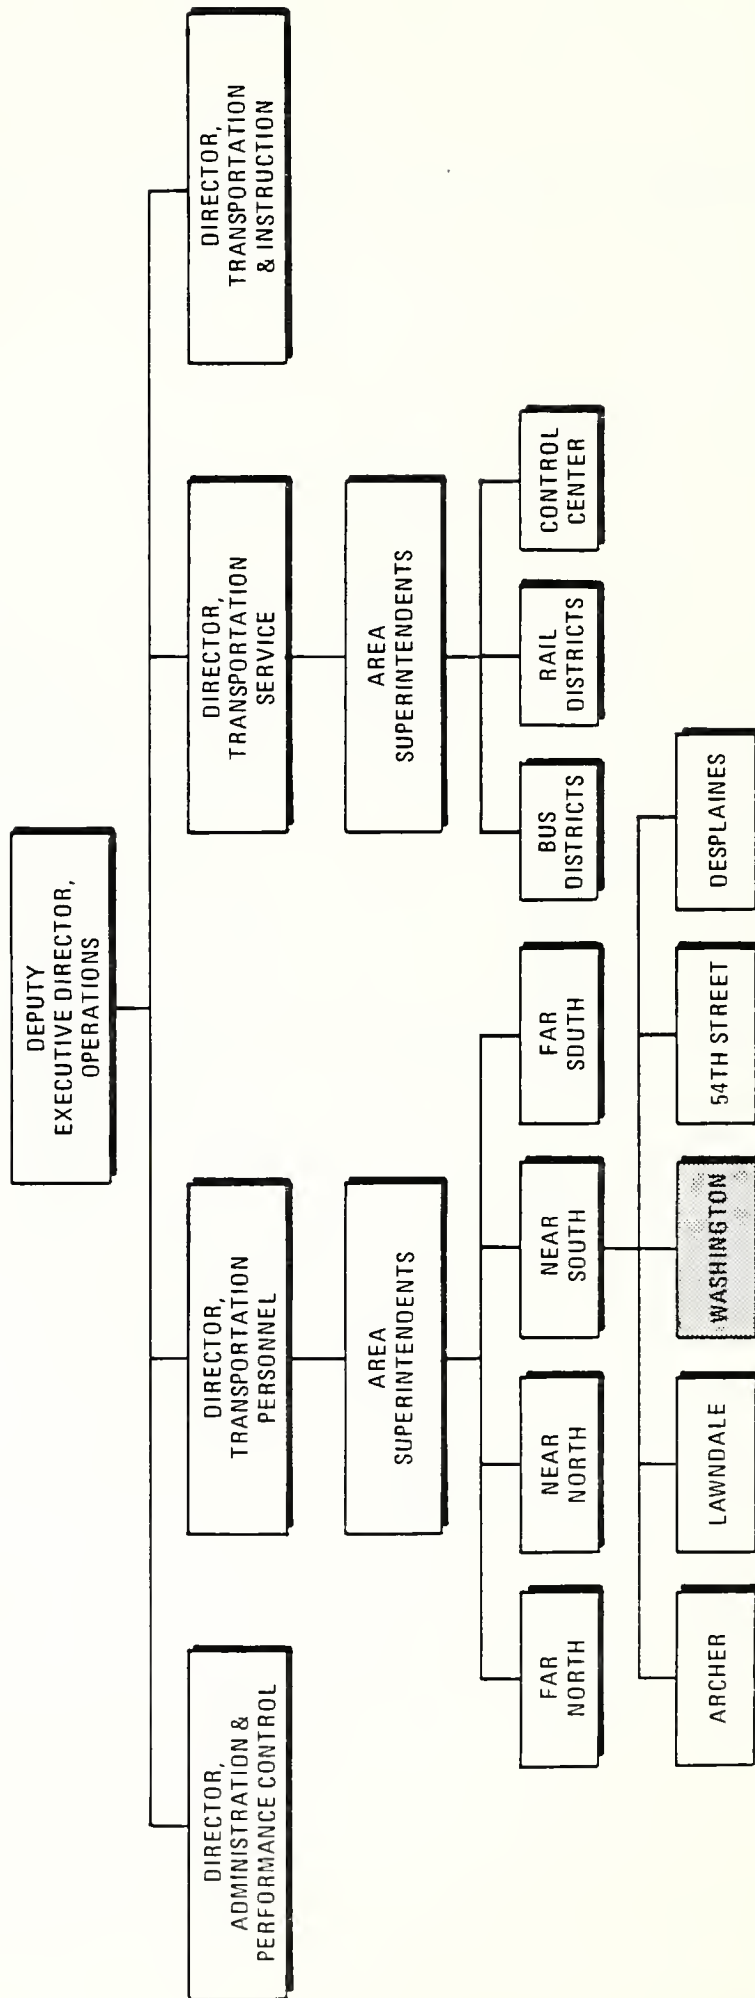 DEPUTY
EXECUTIVE DIRECTOR,
OPERATIONS
DIRECTOR,
ADMINISTRATION &
PERFORMANCE CONTROL
DIRECTOR,
TRANSPORTATION
PERSONNEL
DIRECTOR,
TRANSPORTATION
SERVICE
DIRECTOR,
TRANSPORTATION
& INSTRUCTION
AREA
SUPERINTENDENTS
AREA
SUPERINTENDENTS
FAR
NORTH
NEAR
NORTH
NEAR
SOUTH
FAR
SDUTH
BUS
DISTRICTS
RAIL
DISTRICTS
CONTROL
CENTER
ARCHER
LAWNDALE
WASHINGTON
54TH STREET
DESPLAINES